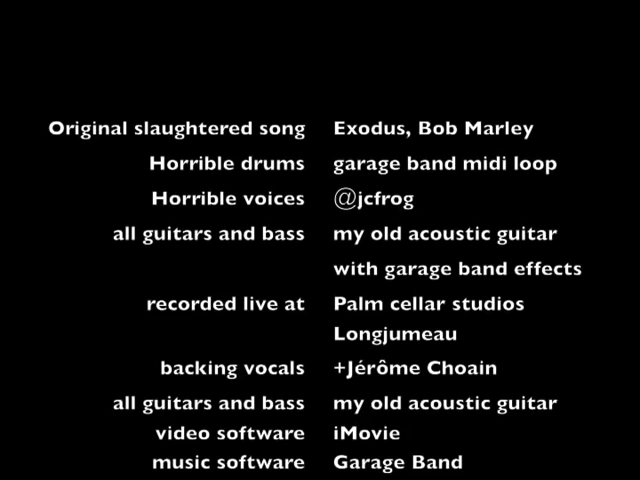 Original slaughtered song Exodus, Bob Marley
Horrible drums garage band midi loop
Horrible voices @jcfrog
all guitars and bass my old acoustic guitar
with garage band effects
recorded live at Palm cellar studios
Longjumeau
backing vocals +Jérôme Choain
all guitars and bass my old acoustic guitar
video software iMovie
music software Garage Band